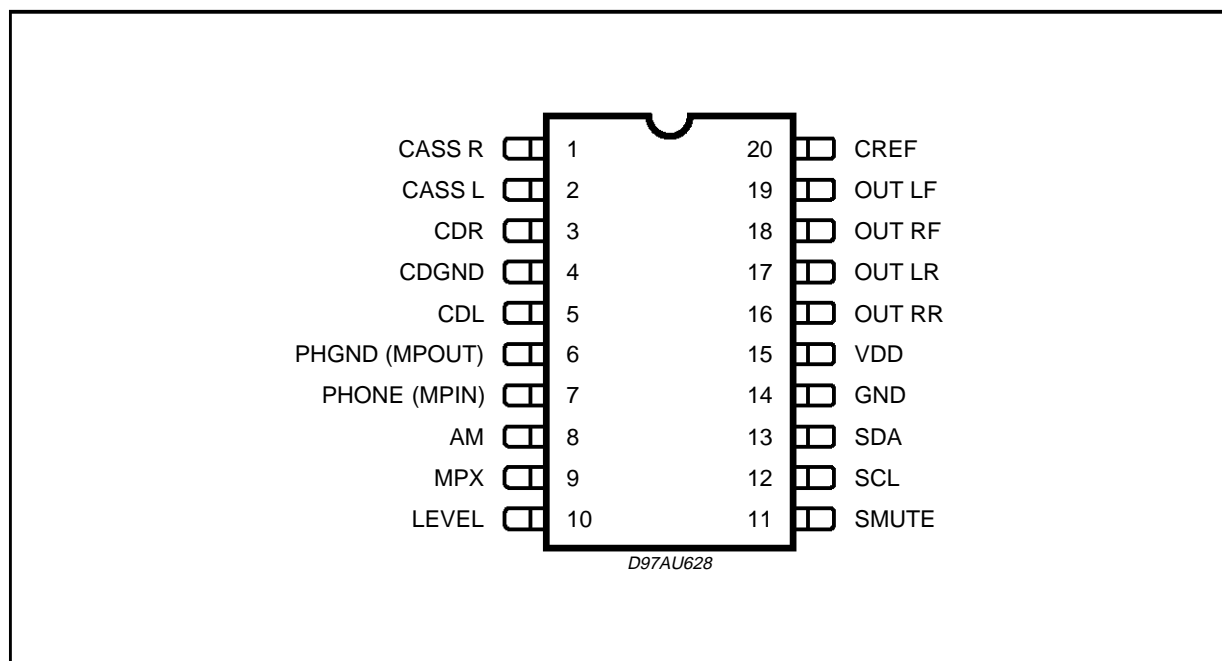 CASS R 1 20 CREF
CASS L 2 19 OUT LF
CDR 3 18 OUT RF
CDGND 4 17 OUT LR
CDL 5 16 OUT RR
PHGND (MPOUT) 6 15 VDD
PHONE (MPIN) 7 14 GND
AM 8 13 SDA
MPX 9 12 SCL
LEVEL 10 11 SMUTE
D97AU628